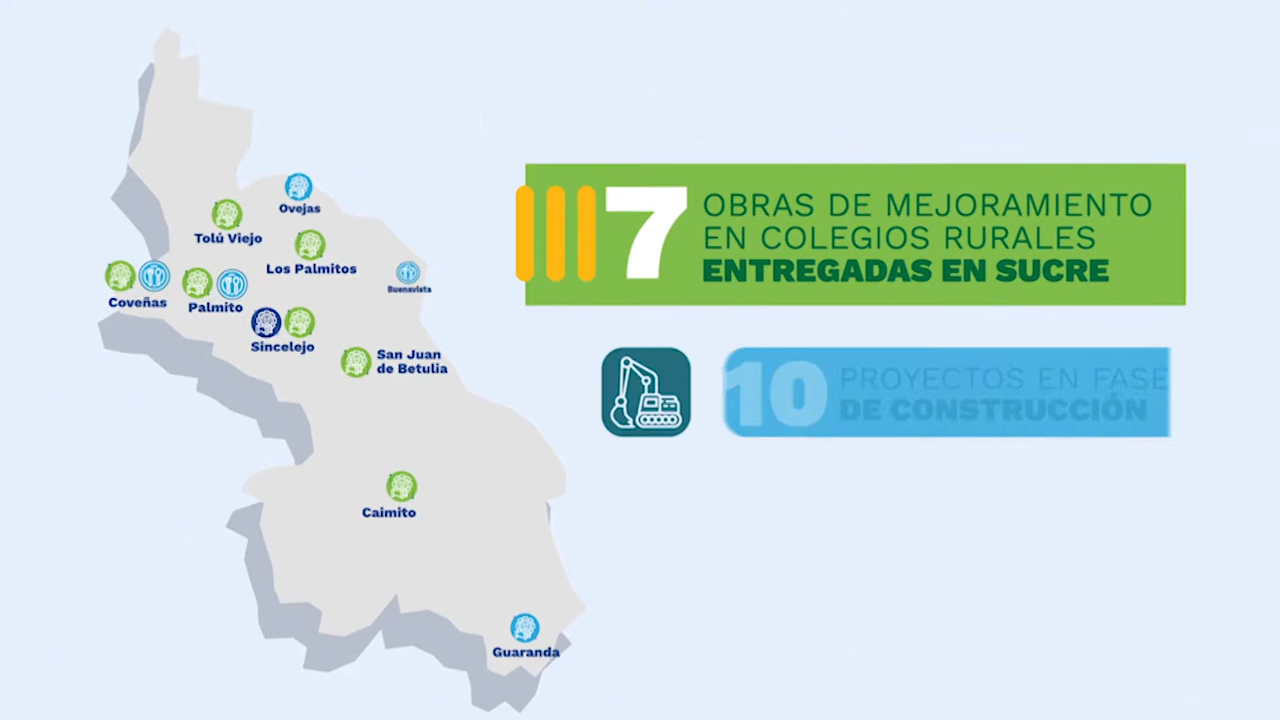 Ovejas
Tolú Viejo
Los Palmitos
Buenavista
Coveñas
Palmito
Sincelejo
San Juan
de Betulia
Caimito
Guaranda
7 OBRAS DE MEJORAMIENTO
EN COLEGIOS RURALES
ENTREGADAS EN SUCRE
10 PROYECTOS EN FASE
DE CONSTRUCCIÓN